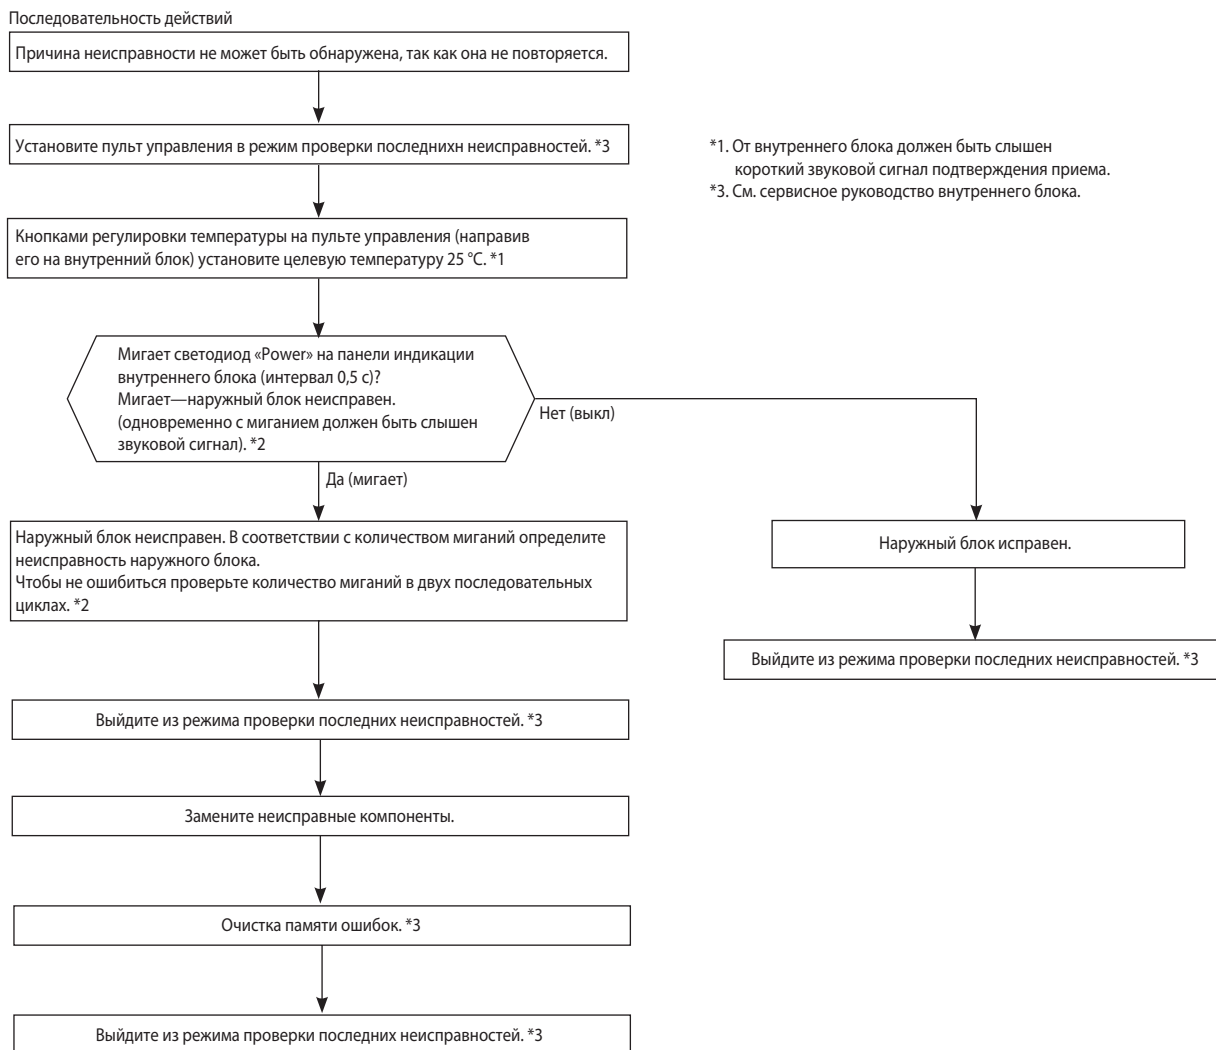 Последовательность действий
Причина неисправности не может быть обнаружена, так как она не повторяется.
Установите пульт управления в режим проверки последнихн неисправностей. *3
*1. От внутреннего блока должен быть слышен
короткий звуковой сигнал подтверждения приема.
*3. См. сервисное руководство внутреннего блока.
Кнопками регулировки температуры на пульте управления (направив
его на внутренний блок) установите целевую температуру 25 °С. *1
Мигает светодиод «Power» на панели индикации
внутреннего блока (интервал 0,5 с)?
Мигает—наружный блок неисправен.
(одновременно с миганием должен быть слышен
звуковой сигнал). *2
Нет (выкл)
Да (мигает)
Наружный блок неисправен. В соответствии с количеством миганий определите
неисправность наружного блока.
Чтобы не ошибиться проверьте количество миганий в двух последовательных
циклах. *2
Наружный блок исправен.
Выйдите из режима проверки последних неисправностей. *3
Выйдите из режима проверки последних неисправностей. *3
Замените неисправные компоненты.
Очистка памяти ошибок. *3
Выйдите из режима проверки последних неисправностей. *3